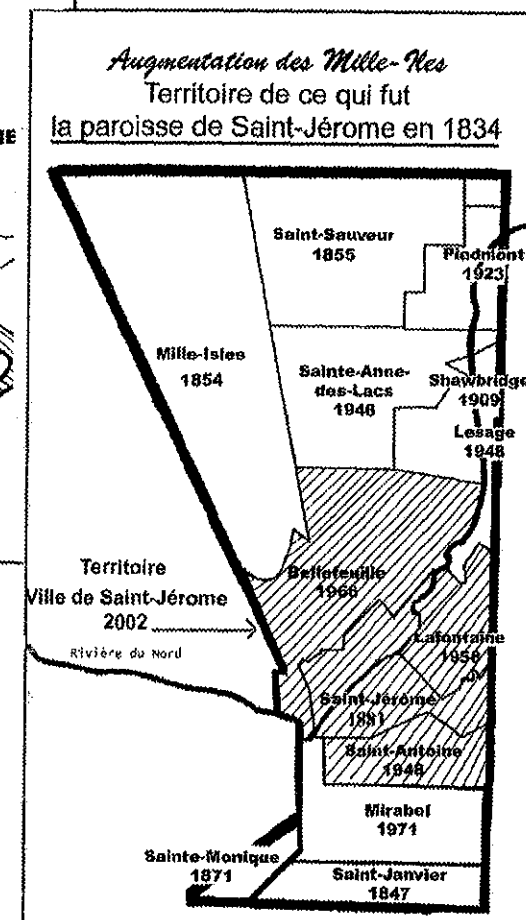 Augmentation des Mille-Iles
Territoire de ce qui fut
la paroisse de Saint-Jérome en 1834
Saint-Sauveur
1855
Piedmont
1923
Mille-Isles
1854
Sainte-Anne-
des-Lacs
1946
Shawbridge
1909
Lesage
1948
Territoire
Ville de Saint-Jérome
2002
Bellefeuille
1966
Rivière du Nord
Lafontaine
1958
Saint-Jérôme
1881
Saint-Antoine
1948
Mirabel
1971
Sainte-Monique
1871
Saint-Janvier
1847